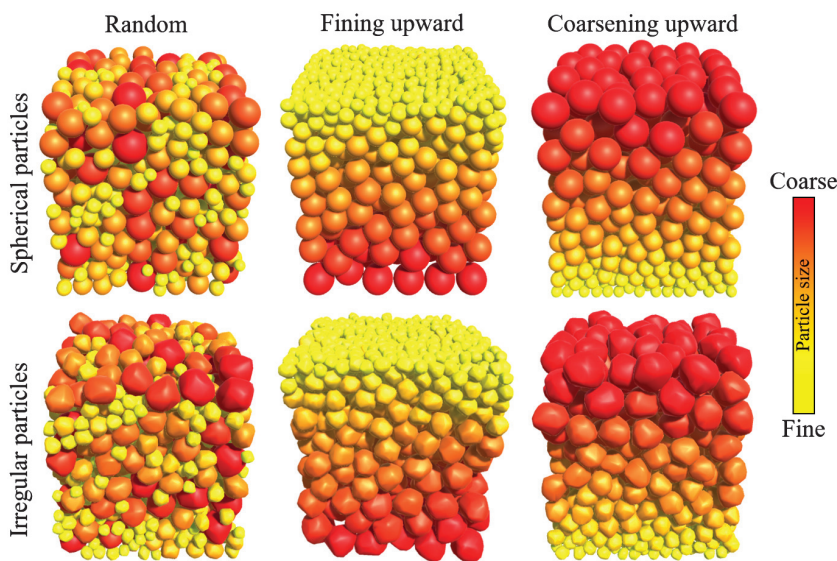 Random
Fining upward
Coarsening upward
Spherical particles
Irregular particles
Coarse
Particle size
Fine